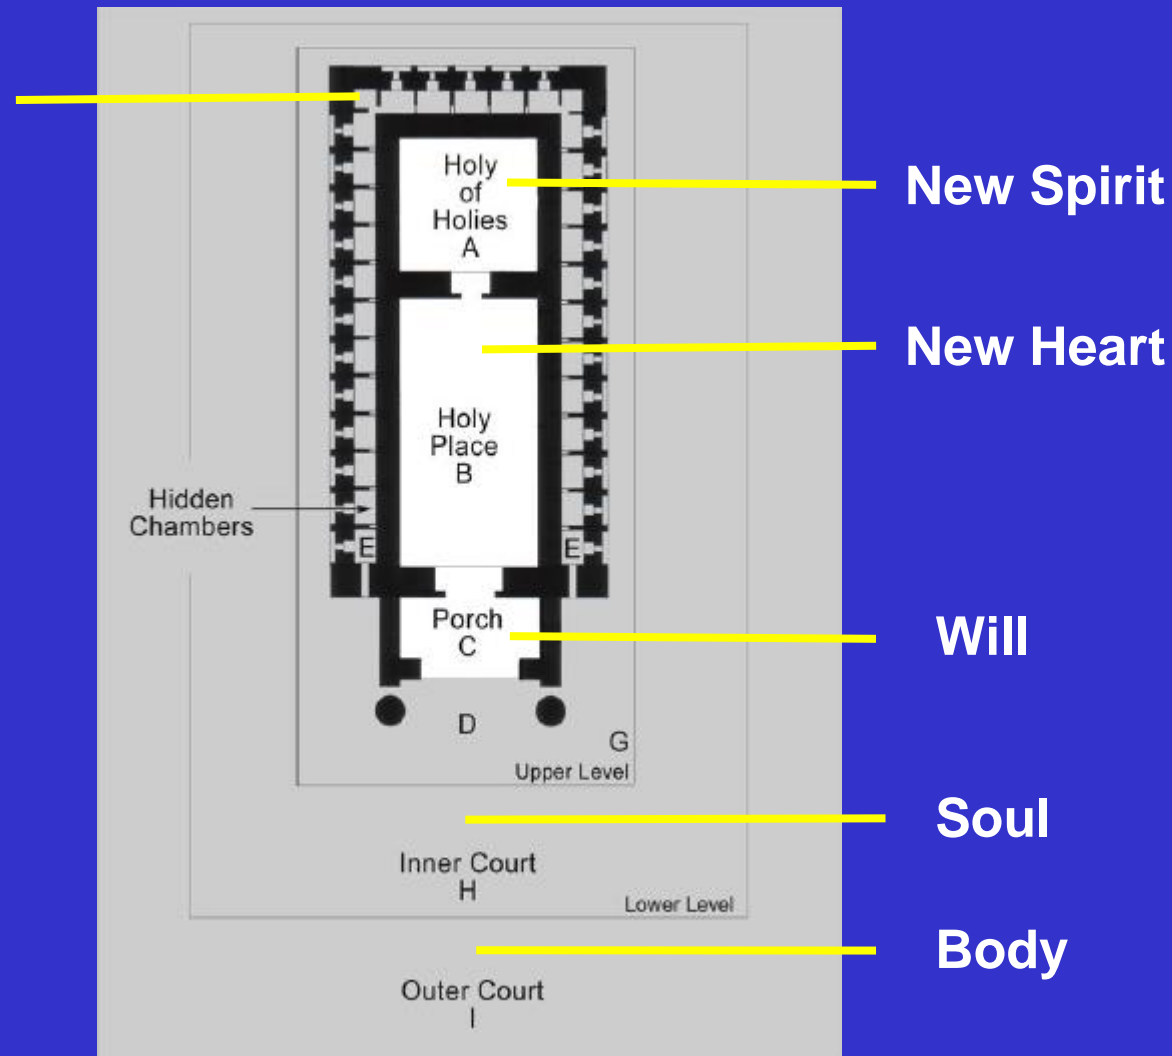 Holy
of
Holies
A
New Spirit
New Heart
Holy
Place
B
Hidden
Chambers
E
E
Porch
C
Will
D
G
Upper Level
Soul
Inner Court
H
Lower Level
Body
Outer Court
I